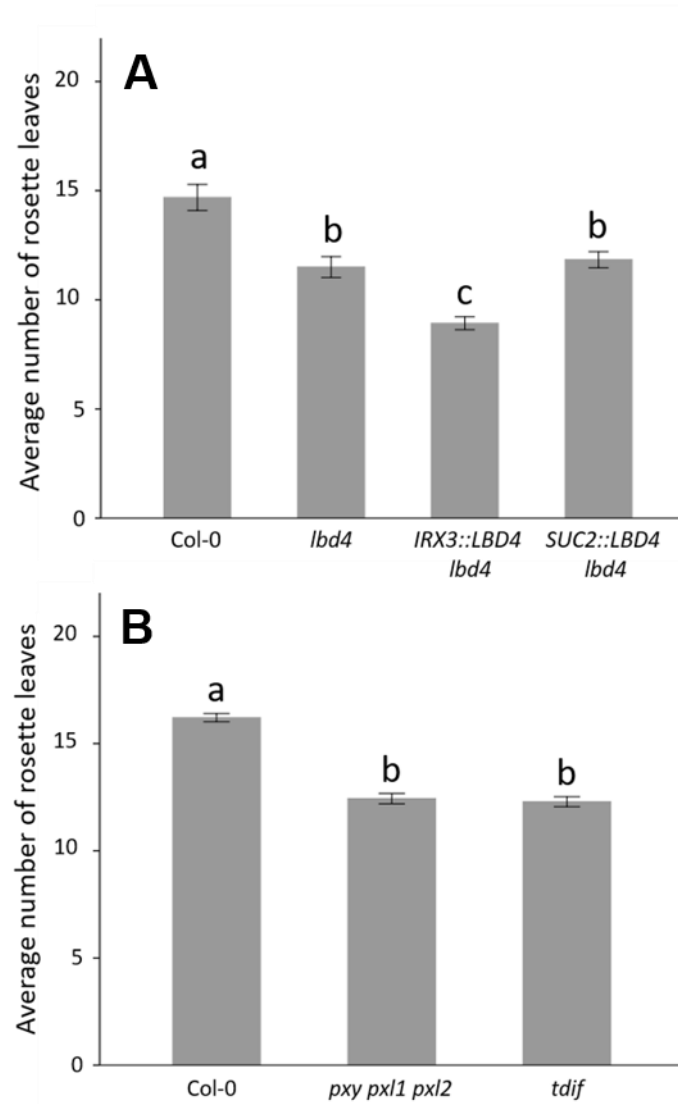 A
Average number of rosette leaves
20
15
10
5
0
a
b
c
b
Col-0
lbd4
IRX3::LBD4
lbd4
SUC2::LBD4
lbd4
B
Average number of rosette leaves
20
15
10
5
0
a
b
b
Col-0
pxy pxl1 pxl2
tdif